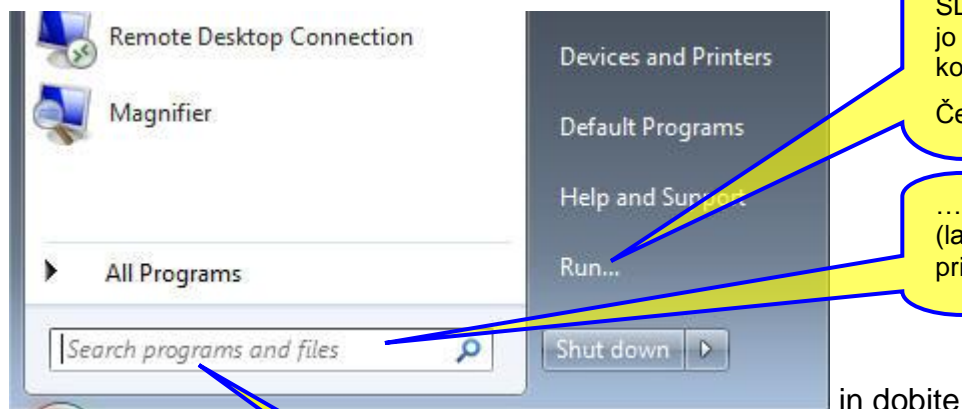 Remote Desktop Connection
Magnifier
All Programs
Search programs and files
Devices and Printers
Default Programs
Help and Support
Run...
Shut down
jo
…
in dobite